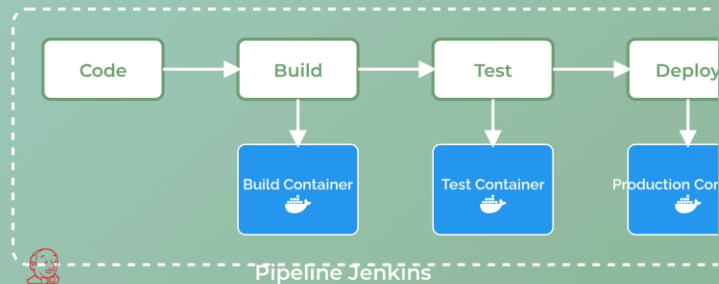 Code
Build
Test
Deploy
Build Container
Test Container
Production
Pipeline Jenkins